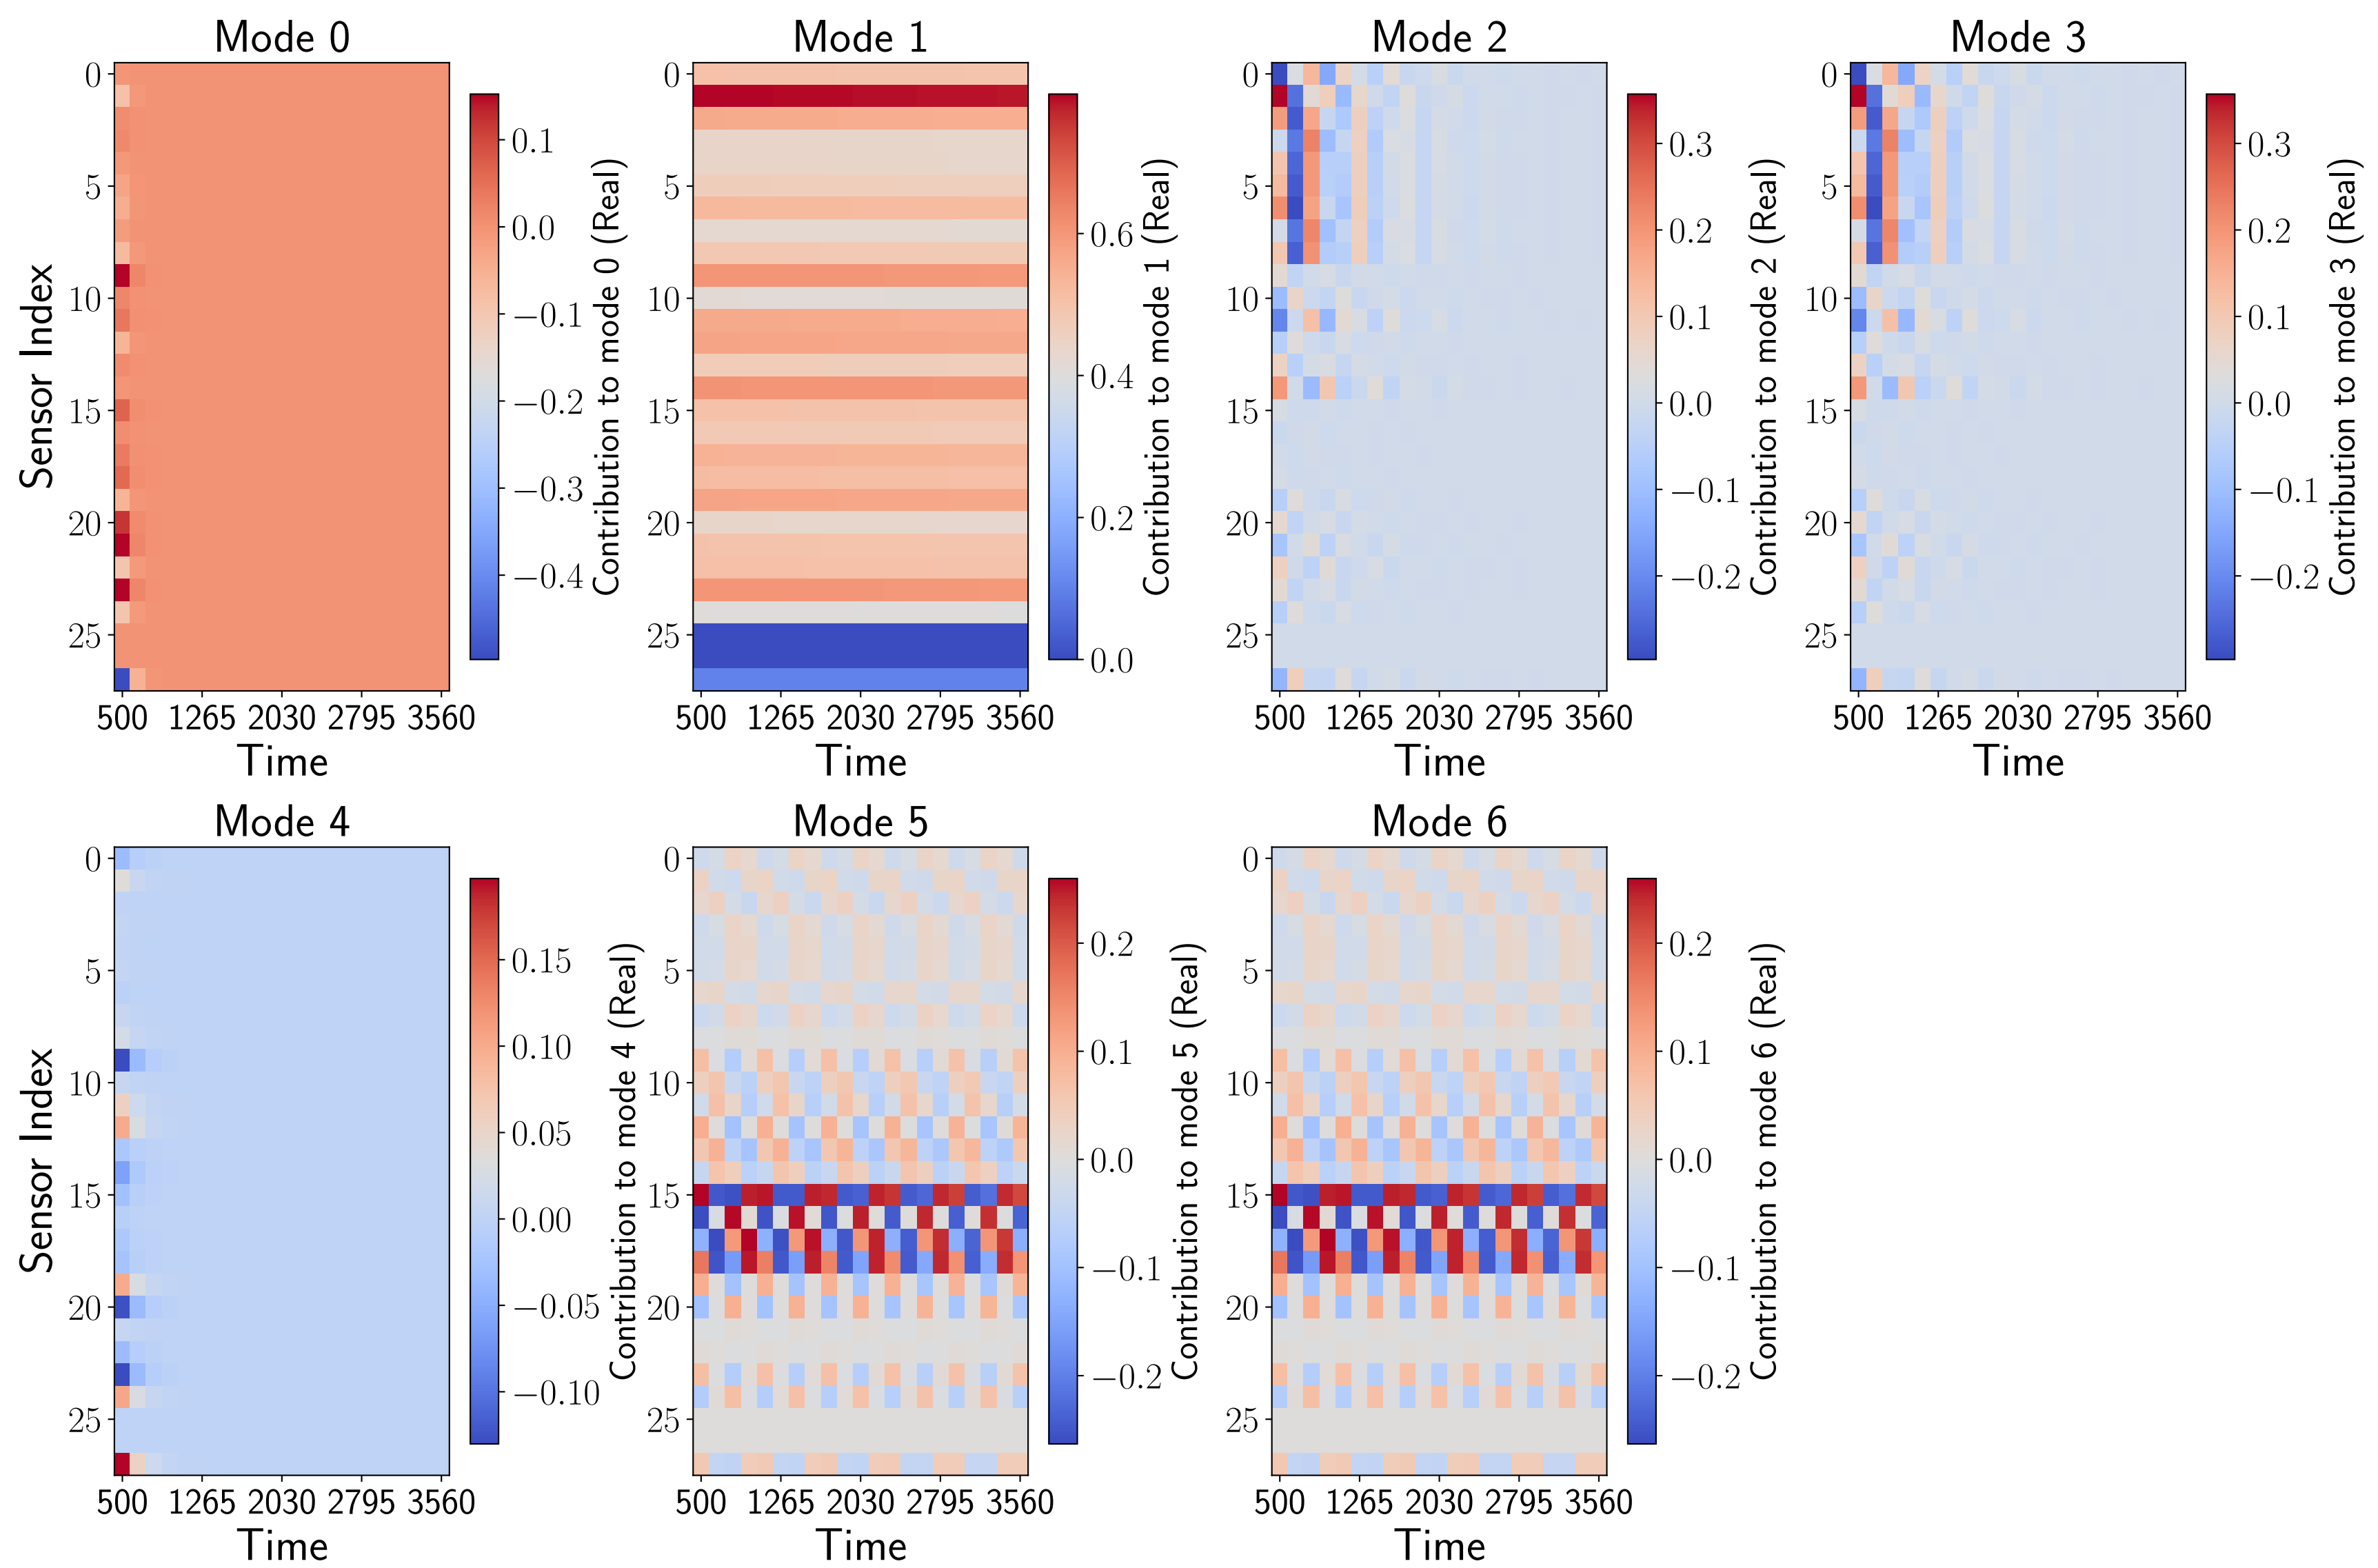 Mode 0
Mode 1
Mode 2
Mode 3
0
5
10
15
20
25
Sensor Index
500 1265 2030 2795 3560
Time
0.1
0.0
−0.1
−0.2
−0.3
−0.4
Contribution to mode 0 (Real)
0
5
10
15
20
25
500 1265 2030 2795 3560
Time
0.6
0.4
0.2
0.0
Contribution to mode 1 (Real)
0
5
10
15
20
25
500 1265 2030 2795 3560
Time
0.3
0.2
0.1
0.0
−0.1
−0.2
Contribution to mode 2 (Real)
0
5
10
15
20
25
500 1265 2030 2795 3560
Time
0.3
0.2
0.1
0.0
−0.1
−0.2
Contribution to mode 3 (Real)
Mode 4
Mode 5
Mode 6
0
5
10
15
20
25
Sensor Index
500 1265 2030 2795 3560
Time
0.15
0.10
0.05
0.00
−0.05
−0.10
Contribution to mode 4 (Real)
0
5
10
15
20
25
500 1265 2030 2795 3560
Time
0.2
0.1
0.0
−0.1
−0.2
Contribution to mode 5 (Real)
0
5
10
15
20
25
500 1265 2030 2795 3560
Time
0.2
0.1
0.0
−0.1
−0.2
Contribution to mode 6 (Real)